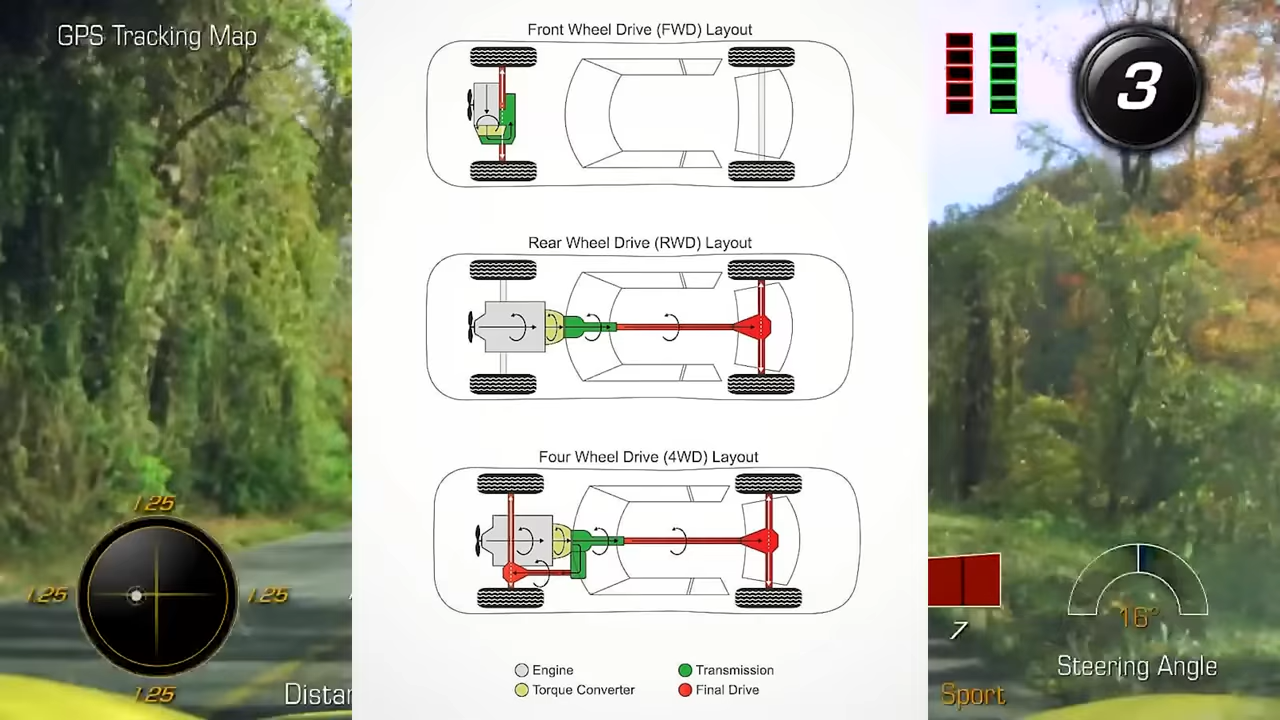 GPS Tracking Map
Front Wheel Drive (FWD) Layout
3
Rear Wheel Drive (RWD) Layout
Four Wheel Drive (4WD) Layout
1.25
1.25
1.25
1.25
7
16°
Steering Angle
Distan
Sport
Engine
Transmission
Torque Converter
Final Drive